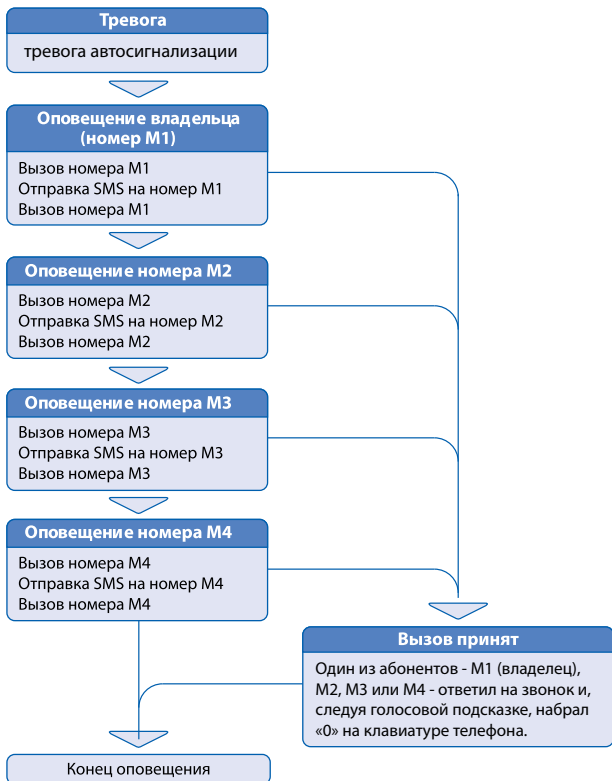 Тревога
тревога автосигнализации
Оповещение владельца
(номер М1)
Вызов номера М1
Отправка SMS на номер М1
Вызов номера М1
Оповещение номера М2
Вызов номера М2
Отправка SMS на номер М2
Вызов номера М2
Оповещение номера М3
Вызов номера М3
Отправка SMS на номер М3
Вызов номера М3
Оповещение номера М4
Вызов номера М4
Отправка SMS на номер М4
Вызов номера М4
Вызов принят
Один из абонентов - М1 (владелец),
М2, М3 или М4 - ответил на звонок и,
следуя голосовой подсказке, набрал
«0» на клавиатуре телефона.
Конец оповещения